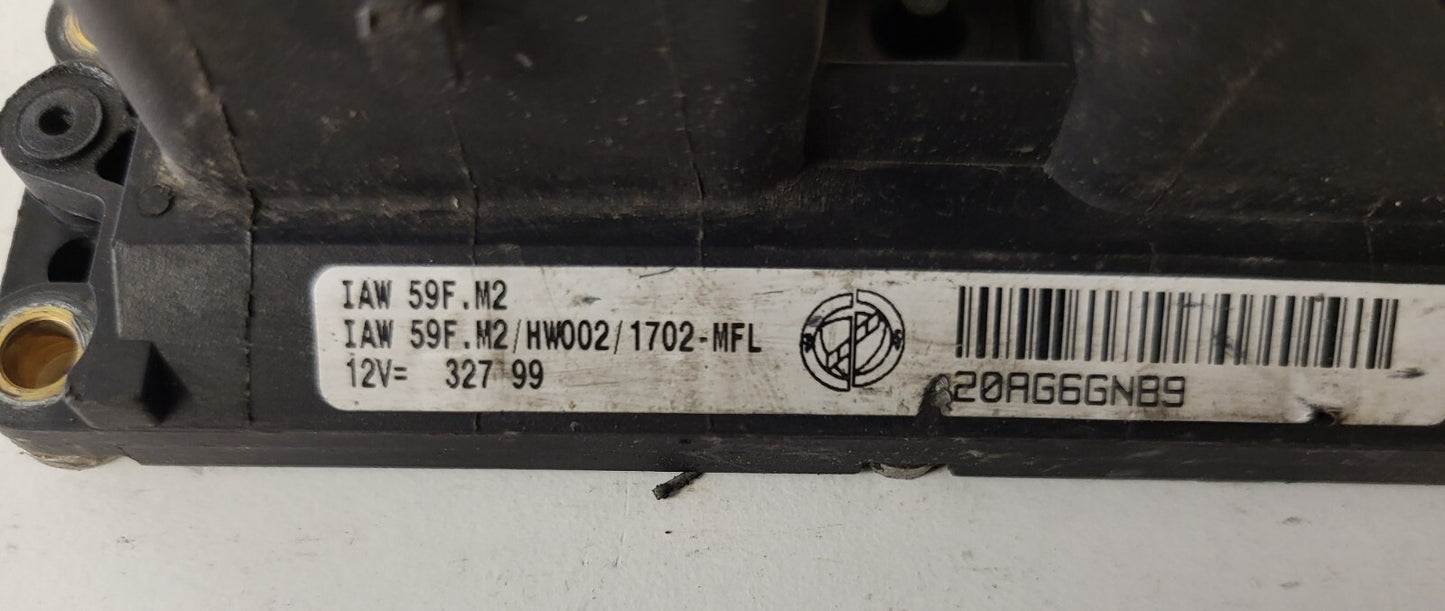 IAW 59F.M2
IAW 59F.M2/HW002/1702-MFL
12V= 327 99
20AG6GNB9